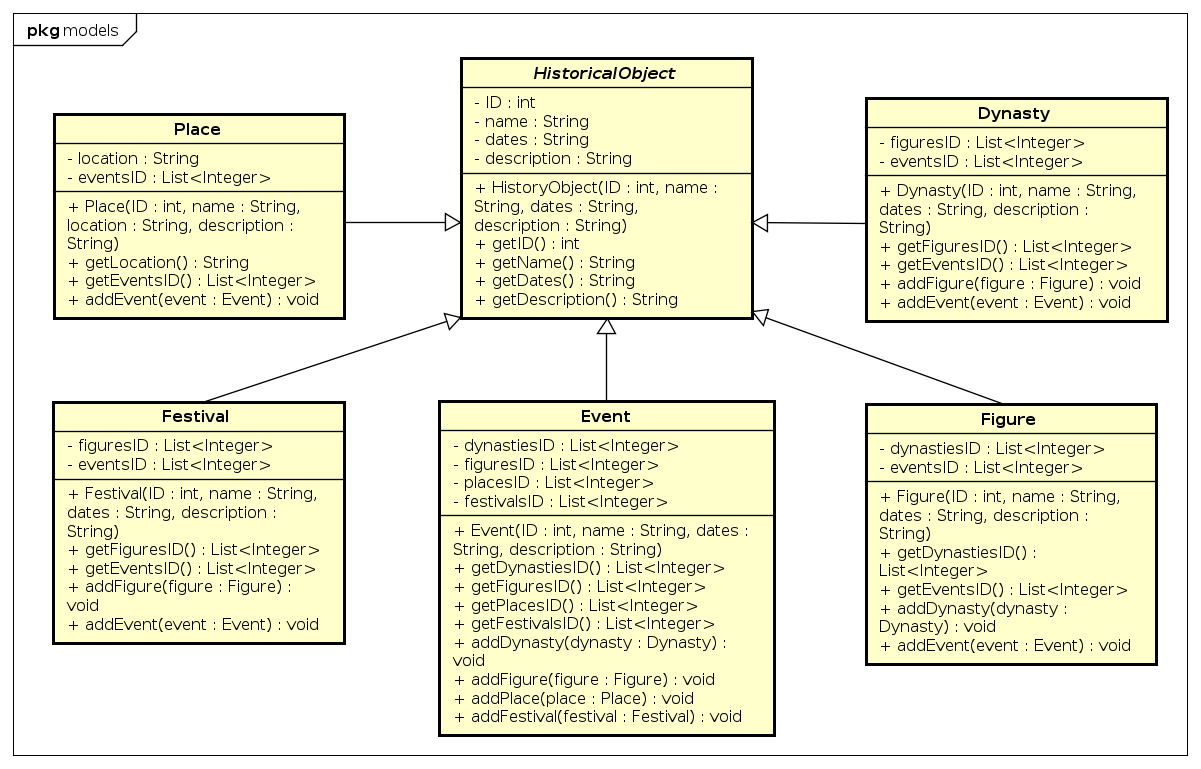 pkg models
HistoricalObject
- ID : int
- name : String
- dates : String
- description : String
+ HistoryObject(ID : int, name :
String, dates : String,
description : String)
+ getID() : int
+ getName() : String
+ getDates() : String
+ getDescription() : String
Place
- location : String
- eventsID : List<Integer>
+ Place(ID : int, name : String,
location : String, description :
String)
+ getLocation() : String
+ getEventsID() : List<Integer>
+ addEvent(event : Event) : void
Dynasty
- figuresID : List<Integer>
- eventsID : List<Integer>
+ Dynasty(ID : int, name : String,
dates : String, description :
String)
+ getFiguresID() : List<Integer>
+ getEventsID() : List<Integer>
+ addFigure(figure : Figure) : void
+ addEvent(event : Event) : void
Festival
- figuresID : List<Integer>
- eventsID : List<Integer>
+ Festival(ID : int, name : String,
dates : String, description :
String)
+ getFiguresID() : List<Integer>
+ getEventsID() : List<Integer>
+ addFigure(figure : Figure) :
void
+ addEvent(event : Event) : void
Event
- dynastiesID : List<Integer>
- figuresID : List<Integer>
- placesID : List<Integer>
- festivalsID : List<Integer>
+ Event(ID : int, name : String, dates :
String, description : String)
+ getDynastiesID() : List<Integer>
+ getFiguresID() : List<Integer>
+ getPlacesID() : List<Integer>
+ getFestivalsID() : List<Integer>
+ addDynasty(dynasty : Dynasty) :
void
+ addFigure(figure : Figure) : void
+ addPlace(place : Place) : void
+ addFestival(festival : Festival) : void
Figure
- dynastiesID : List<Integer>
- eventsID : List<Integer>
+ Figure(ID : int, name : String,
dates : String, description :
String)
+ getDynastiesID() :
List<Integer>
+ getEventsID() : List<Integer>
+ addDynasty(dynasty :
Dynasty) : void
+ addEvent(event : Event) : void